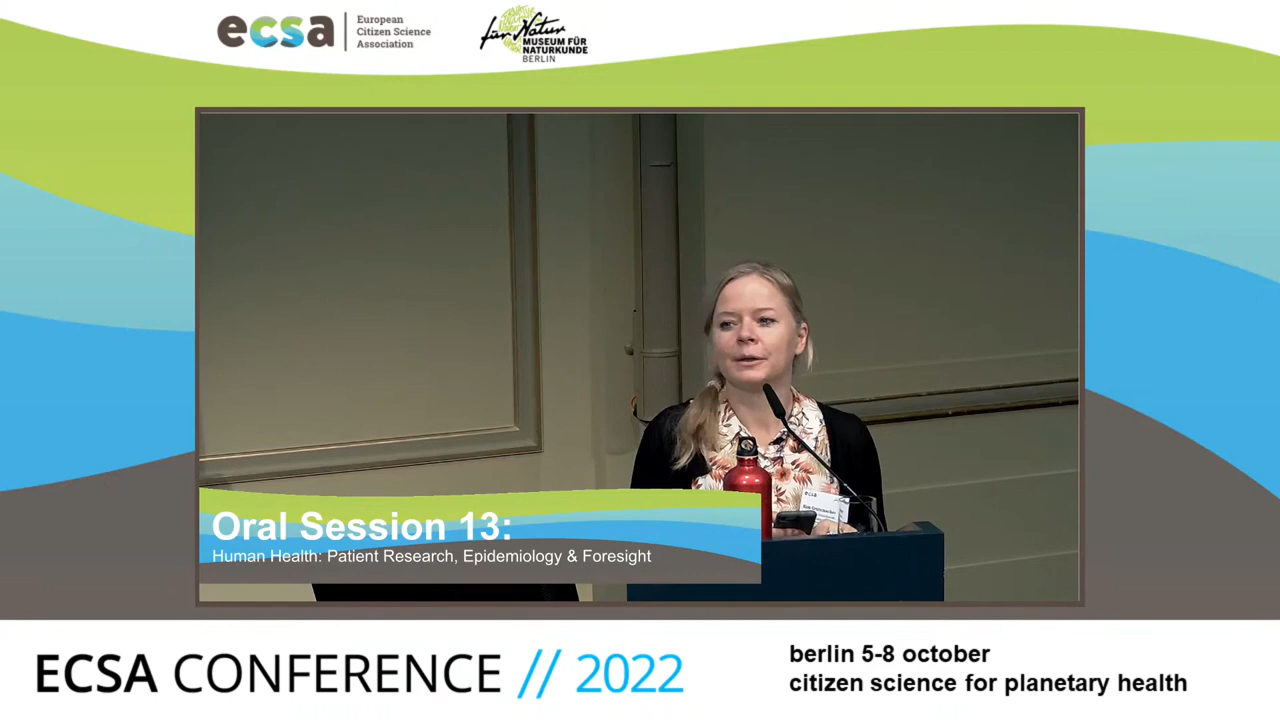 ecsa
European
Citizen Science
Association
für Natur
MUSEUM FÜR
NATURKUNDE
BERLIN
ecsa
Oral Session 13:
Human Health: Patient Research, Epidemiology & Foresight
ECSA CONFERENCE // 2022
berlin 5-8 october
citizen science for planetary health